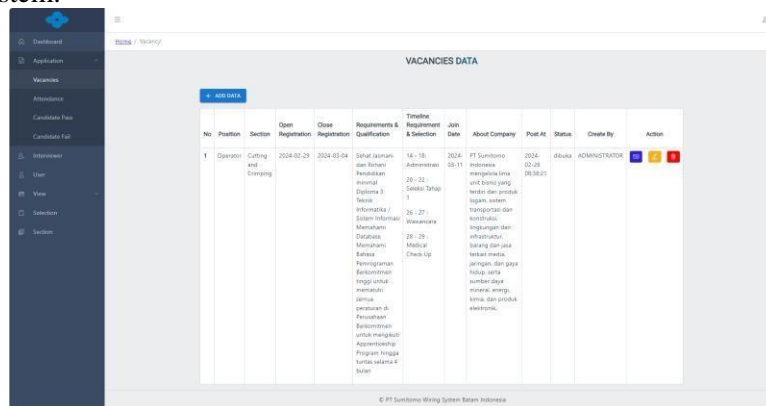 stem.
Dashboard
Application
Vacancies
Attendance
Candidate Pass
Candidate Fail
Interviewer
User
View
Selection
Section
Home / Vacancy
VACANCIES DATA
+ ADD DATA
No Position Section Open Registration Close Registration Requirements & Qualification Timeline Requirement & Selection Join Date About Company Post At Status Create By Action
1 Operator Cutting and Crimping 2024-02-29 2024-03-04
Sehat Jasmani
dan Rohani
Pendidikan
minimal
Diploma 3
Teknik
Informatika /
Sistem Informasi
Memahami
Database
Memahami
Bahasa
Pemrograman
Berkomitmen
tinggi untuk
mematuhi
semua
peraturan di
Perusahaan
Berkomitmen
untuk mengikuti
Apprenticeship
Program hingga
tuntas selama 6
bulan
14 - 18:
Administrasi
20 - 22 :
Seleksi Tahap
1
26 - 27 :
Wawancara
28 - 29 :
Medical
Check Up
2024-
03-11
PT Sumitomo
Indonesia
mengelola lima
unit bisnis yang
terdiri dari produk
logam, sistem
transportasi dan
konstruksi,
lingkungan dan
infrastruktur,
barang dan jasa
terkait media,
jaringan, dan gaya
hidup, serta
sumber daya
mineral, energi,
kimia, dan produk
elektronik.
2024-
02-28
08:38:21
dibuka
ADMINISTRATOR
© PT Sumitomo Wiring System Batam Indonesia